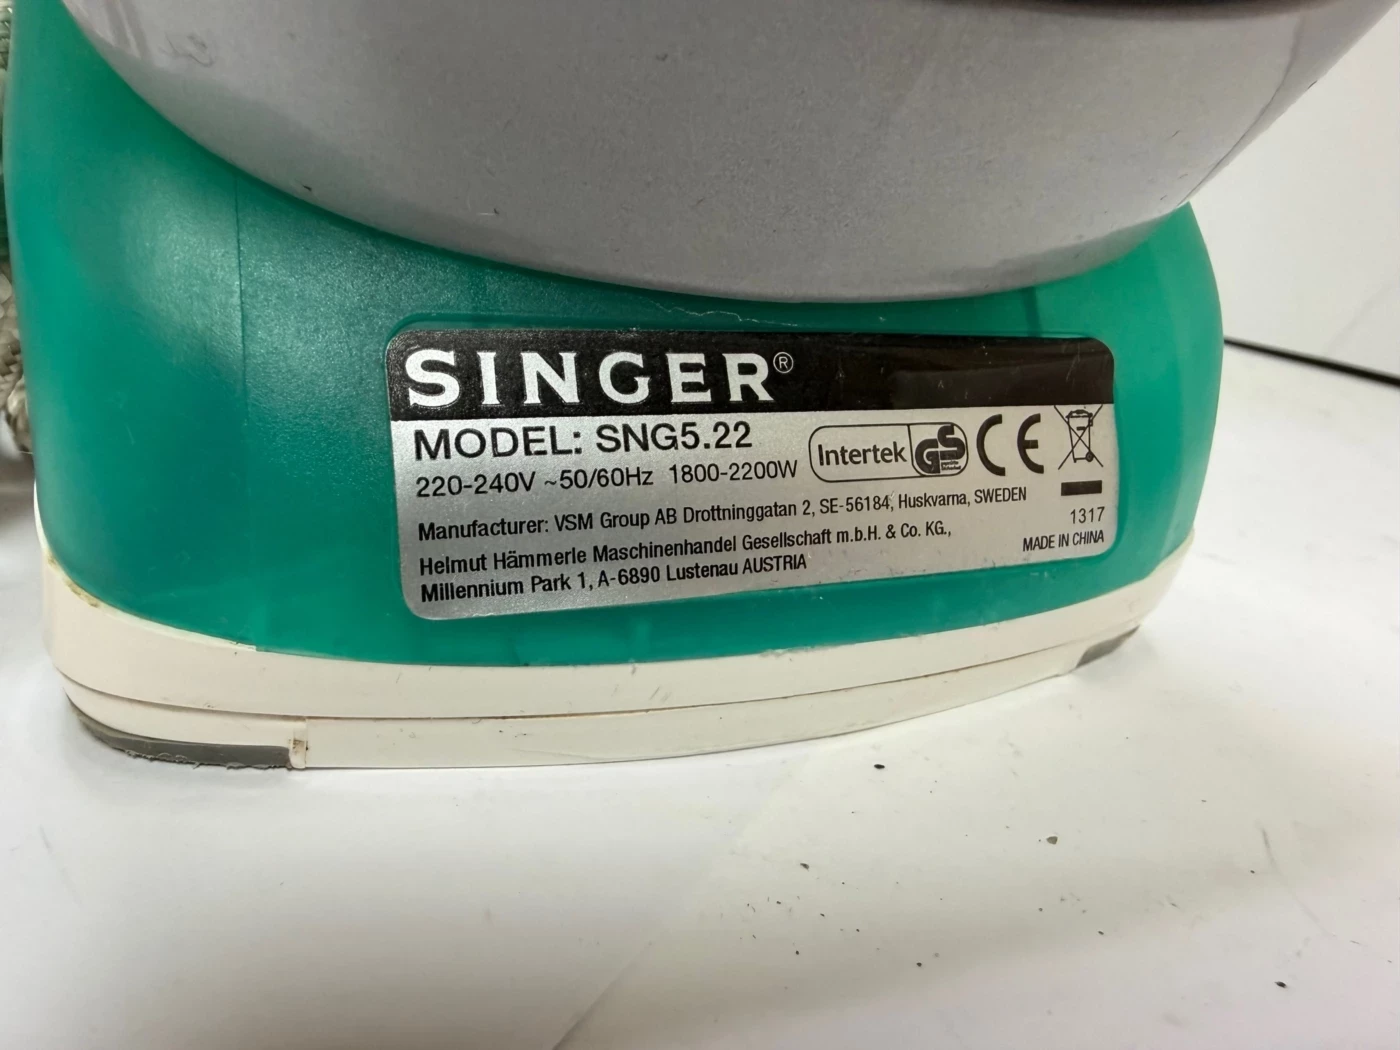 SINGER®
MODEL: SNG5.22
220-240V ~50/60Hz 1800-2200W
Intertek GS
CE
Manufacturer: VSM Group AB Drottninggatan 2, SE-56184, Huskvarna, SWEDEN
Helmut Hämmerle Maschinenhandel Gesellschaft m.b.H. & Co. KG.,
Millennium Park 1, A-6890 Lustenau AUSTRIA
1317
MADE IN CHINA